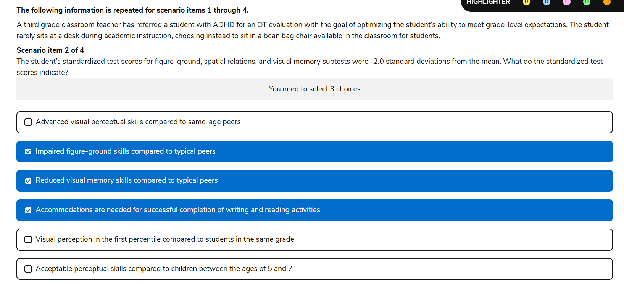 HIGHLIGHTER
The following information is repeated for scenario items 1 through 4.
A third grade classroom teacher has referred a student with ADHD for an OT evaluation with the goal of optimizing the student's ability to meet grade-level expectations. The student
rarely sits at a desk during academic instruction, choosing instead to sit in a bean bag chair available in the classroom for students.
Scenario item 2 of 4
The student's standardized test scores for figure-ground, spatial relations, and visual memory subtests were -2.0 standard deviations from the mean. What do the standardized test
scores indicate?
You need to select 3 choices
Advanced visual perceptual skills compared to same-age peers
Impaired figure-ground skills compared to typical peers
Reduced visual memory skills compared to typical peers
Accommodations are needed for successful completion of writing and reading activities
Visual perception in the first percentile compared to students in the same grade
Acceptable perceptual skills compared to children between the ages of 5 and 7